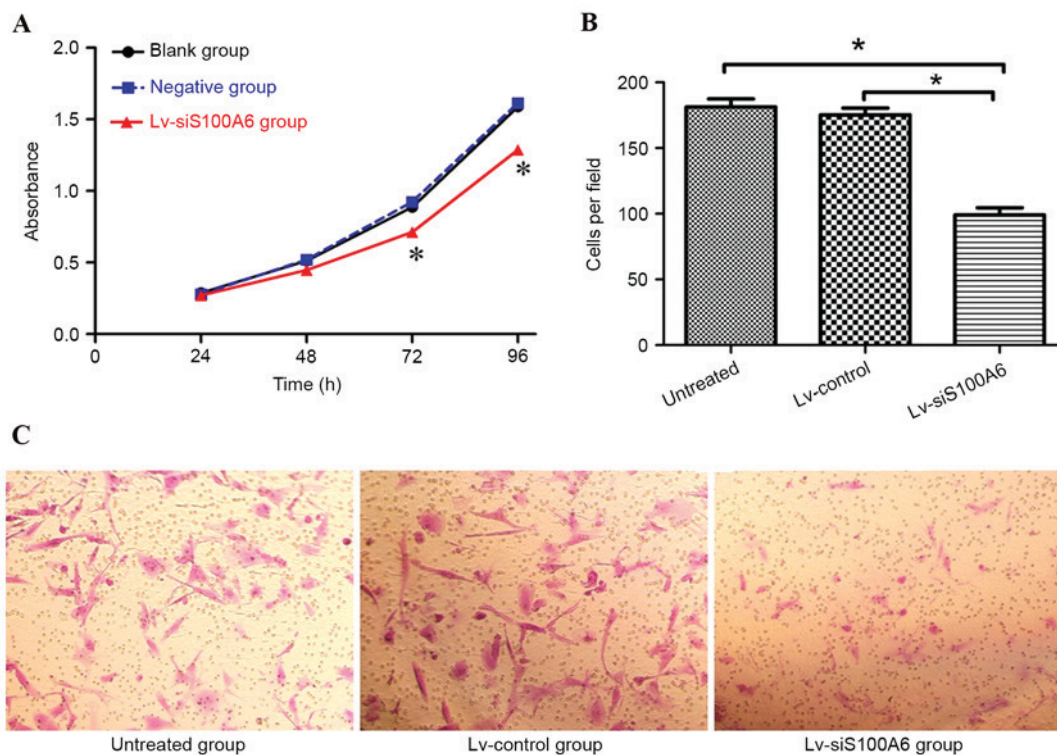 A
2.0
1.5
1.0
0.5
0.0
Absorbance
Blank group
Negative group
Lv-siS100A6 group
*
*
0 24 48 72 96
Time (h)
B
200
150
100
50
0
Cells per field
*
*
Untreated
Lv-control
Lv-siS100A6
C
Untreated group
Lv-control group
Lv-siS100A6 group